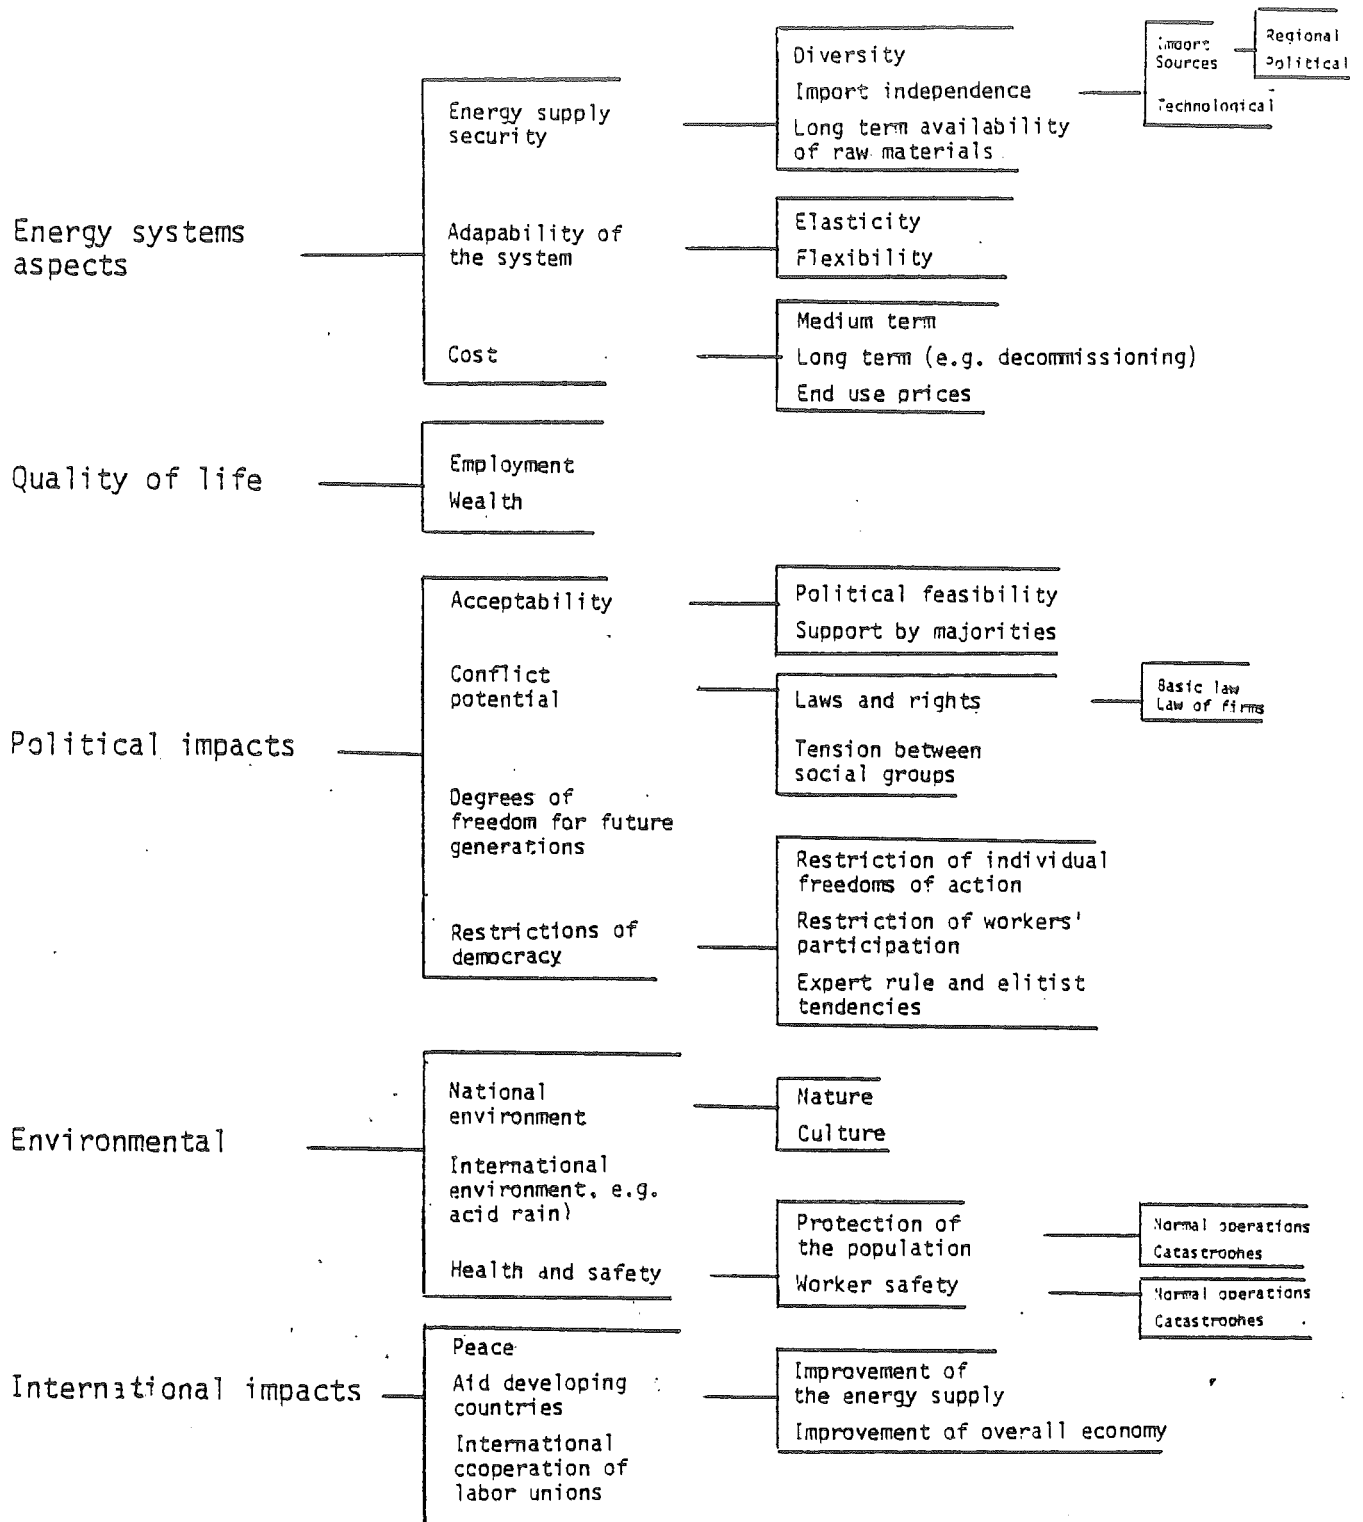 Energy systems
aspects
Energy supply
security
Diversity
Import independence
Long term availability
of raw materials
Import
Sources
Regional
Political
Technological
Adapability of
the system
Elasticity
Flexibility
Cost
Medium term
Long term (e.g. decommissioning)
End use prices
Quality of life
Employment
Wealth
Political impacts
Acceptability
Political feasibility
Support by majorities
Conflict
potential
Laws and rights
Basic law
Law of firms
Tension between
social groups
Degrees of
freedom for future
generations
Restrictions of
democracy
Restriction of individual
freedoms of action
Restriction of workers'
participation
Expert rule and elitist
tendencies
Environmental
National
environment
Nature
Culture
International
environment, e.g.
acid rain)
Health and safety
Protection of
the population
Normal operations
Catastrophes
Worker safety
Normal operations
Catastrophes
International impacts
Peace
Aid developing
countries
Improvement of
the energy supply
Improvement of overall economy
International
cooperation of
labor unions